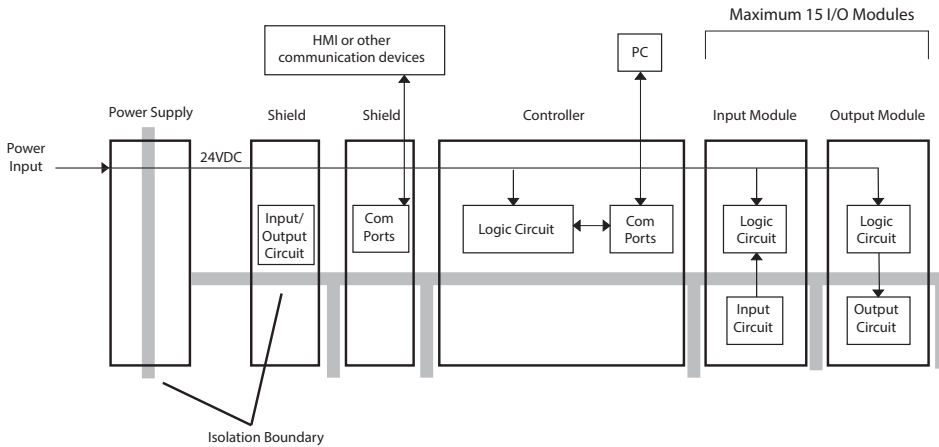 Maximum 15 I/O Modules
HMI or other
communication devices
PC
Power Supply
Shield
Shield
Controller
Input Module
Output Module
Power
Input
24VDC
Input/
Output
Circuit
Com
Ports
Logic Circuit
Com
Ports
Logic
Circuit
Logic
Circuit
Input
Circuit
Output
Circuit
Isolation Boundary